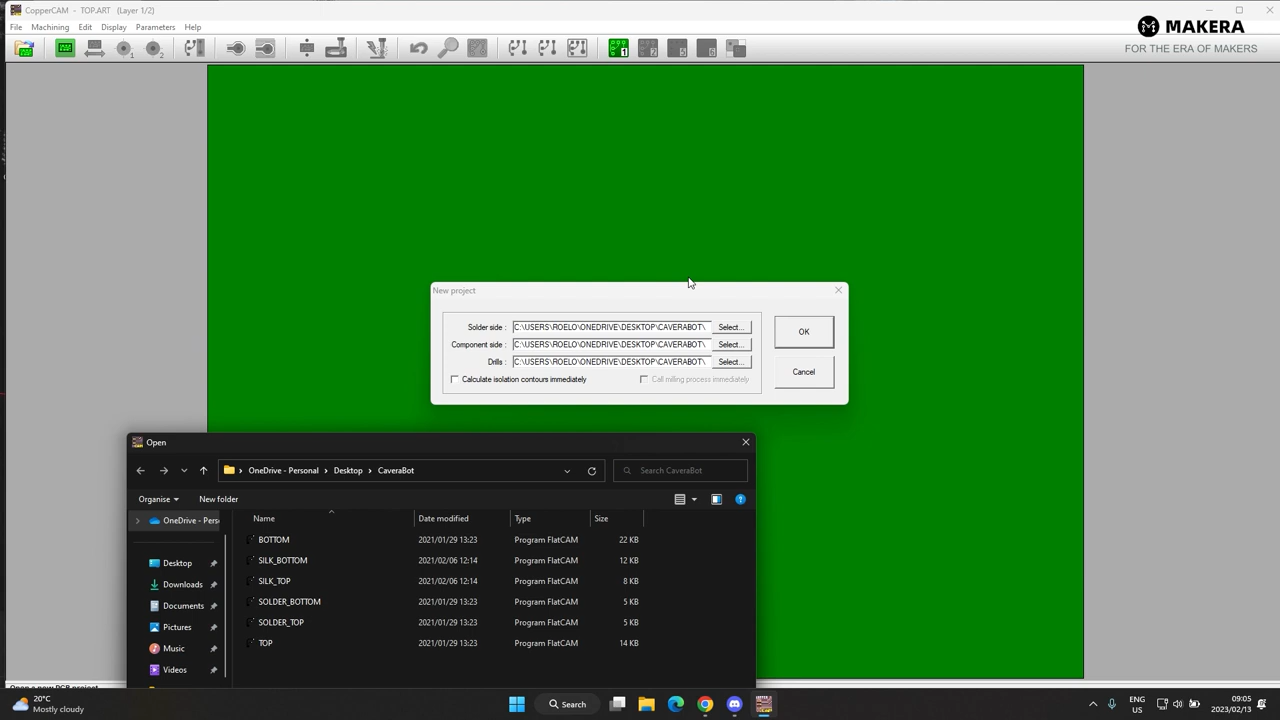 CopperCAM - TOP.ART (Layer 1/2)
File Machining Edit Display Parameters Help
MAKERA
FOR THE ERA OF MAKERS
New project
Solder side : C:\USERS\ROELO\ONEDRIVE\DESKTOP\CAVERABOT\ Select...
OK
Component side : C:\USERS\ROELO\ONEDRIVE\DESKTOP\CAVERABOT\ Select...
Drills : C:\USERS\ROELO\ONEDRIVE\DESKTOP\CAVERABOT\ Select...
Cancel
Calculate isolation contours immediately Call milling process immediately
Open
OneDrive - Personal Desktop CaveraBot Search CaveraBot
Organise New folder
Name Date modified Type Size
OneDrive - Pers
BOTTOM 2021/01/29 13:23 Program FlatCAM 22 KB
SILK_BOTTOM 2021/02/06 12:14 Program FlatCAM 12 KB
SILK_TOP 2021/02/06 12:14 Program FlatCAM 8 KB
SOLDER_BOTTOM 2021/01/29 13:23 Program FlatCAM 5 KB
SOLDER_TOP 2021/01/29 13:23 Program FlatCAM 5 KB
TOP 2021/01/29 13:23 Program FlatCAM 14 KB
Desktop
Downloads
Documents
Pictures
Music
Videos
20°C
Mostly cloudy
Search
ENG
US
09:05
2023/02/13